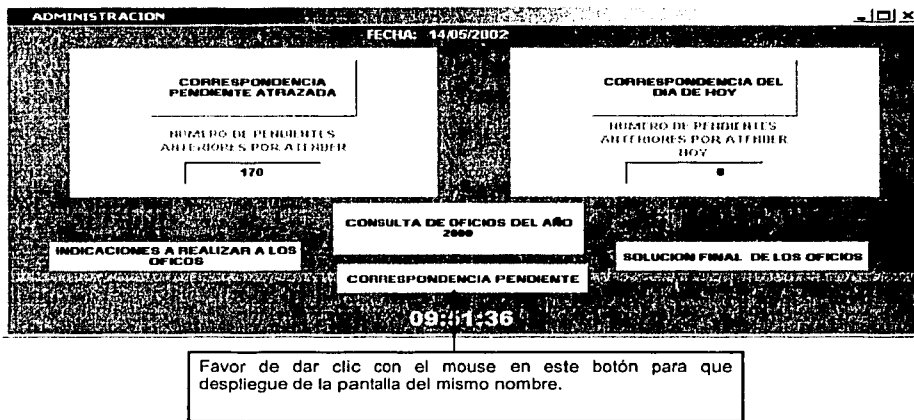 ADMINISTRACION
FECHA: 14/05/2002
CORRESPONDENCIA
PENDIENTE ATRAZADA
NUMERO DE PENDIENTES
ANTERIORES POR ATENDER
170
CORRESPONDENCIA DEL
DIA DE HOY
NUMERO DE PENDIENTES
ANTERIORES POR ATENDER
HOY
CONSULTA DE OFICIOS DEL AÑO
2000
INDICACIONES A REALIZAR A LOS
OFICOS
SOLUCION FINAL DE LOS OFICIOS
CORRESPONDENCIA PENDIENTE
Favor de dar clic con el mouse en este botón para que
despliegue de la pantalla del mismo nombre.